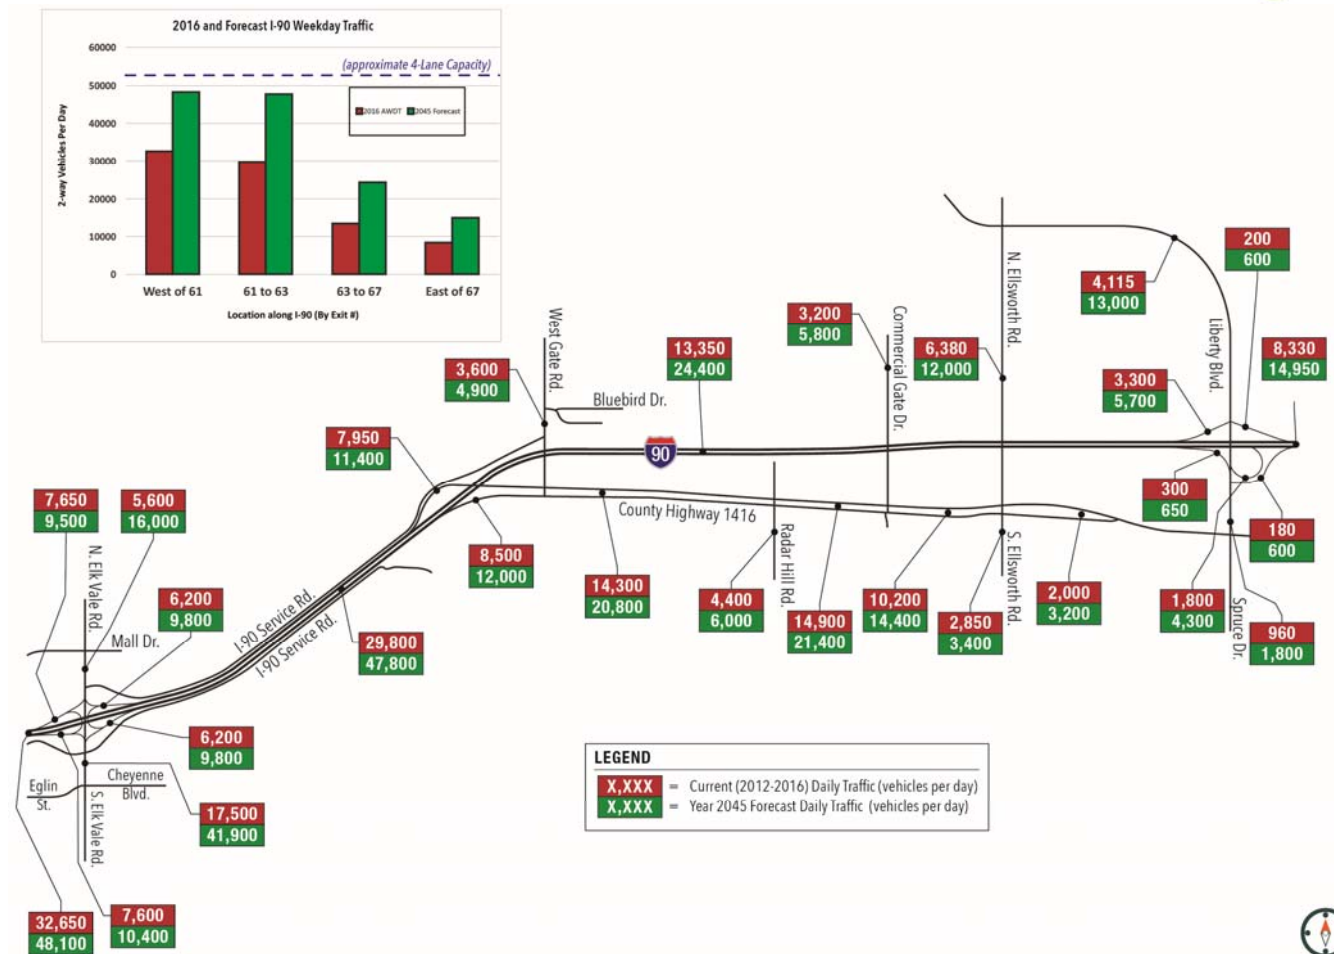 2016 and Forecast I-90 Weekday Traffic
60000
(approximate 4-Lane Capacity)
50000
40000
30000
20000
10000
0
2-way Vehicles Per Day
2016 AWDT
2045 Forecast
West of 61
61 to 63
63 to 67
East of 67
Location along I-90 (By Exit #)
200
600
4,115
13,000
N. Ellsworth Rd.
Liberty Blvd.
3,200
5,800
Commercial Gate Dr.
6,380
12,000
8,330
14,950
West Gate Rd.
13,350
24,400
3,600
4,900
3,300
5,700
Bluebird Dr.
7,950
11,400
90
7,650
9,500
5,600
16,000
300
650
County Highway 1416
180
600
N. Elk Vale Rd.
8,500
12,000
Radar Hill Rd.
S. Ellsworth Rd.
14,300
20,800
4,400
6,000
14,900
21,400
10,200
14,400
2,850
3,400
2,000
3,200
1,800
4,300
Spruce Dr.
960
1,800
6,200
9,800
I-90 Service Rd.
I-90 Service Rd.
29,800
47,800
Mall Dr.
6,200
9,800
Eglin
St.
Cheyenne
Blvd.
S. Elk Vale Rd.
17,500
41,900
32,650
48,100
7,600
10,400
LEGEND
X,XXX = Current (2012-2016) Daily Traffic (vehicles per day)
X,XXX = Year 2045 Forecast Daily Traffic (vehicles per day)